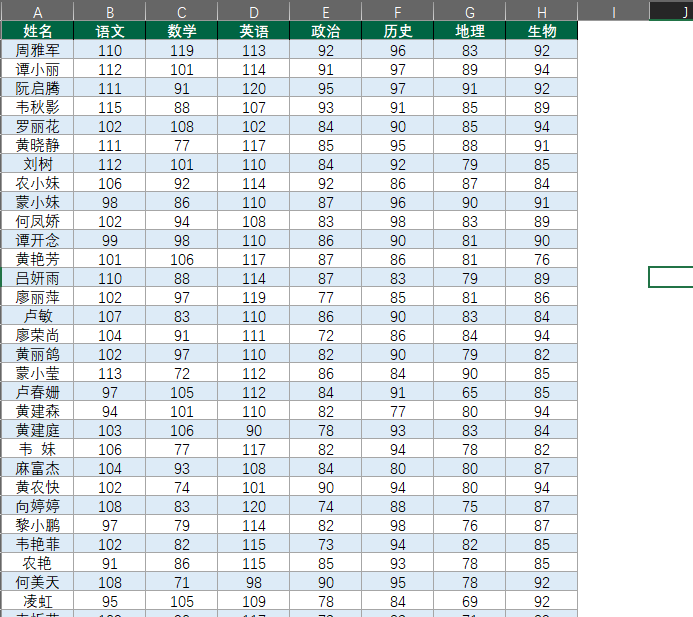 A B C D E F G H I J
姓名 语文 数学 英语 政治 历史 地理 生物
周雅军 110 119 113 92 96 83 92
谭小丽 112 101 114 91 97 89 94
阮启腾 111 91 120 95 97 91 92
韦秋影 115 88 107 93 91 85 89
罗丽花 102 108 102 84 90 85 94
黄晓静 111 77 117 85 95 88 91
刘树 112 101 110 84 92 79 85
农小妹 106 92 114 92 86 87 84
蒙小妹 98 86 110 87 96 90 91
何凤娇 102 94 108 83 98 83 89
谭开念 99 98 110 86 90 81 90
黄艳芳 101 106 117 87 86 81 76
吕妍雨 110 88 114 87 83 79 89
廖丽萍 102 97 119 77 85 81 86
卢敏 107 83 110 86 90 83 84
廖荣尚 104 91 111 72 86 84 94
黄丽鸽 102 97 110 82 90 79 82
蒙小莹 113 72 112 86 84 90 85
卢春姗 97 105 112 84 91 65 85
黄建森 94 101 110 82 77 80 94
黄建庭 103 106 90 78 93 83 84
韦 妹 106 77 117 82 94 78 82
麻富杰 104 93 108 84 80 80 87
黄农快 102 74 101 90 94 80 94
向婷婷 108 83 120 74 88 75 87
黎小鹏 97 79 114 82 98 76 87
韦艳菲 102 82 115 73 94 82 85
农艳 91 86 115 85 93 78 85
何美天 108 71 98 90 95 78 92
凌虹 95 105 109 78 84 69 92